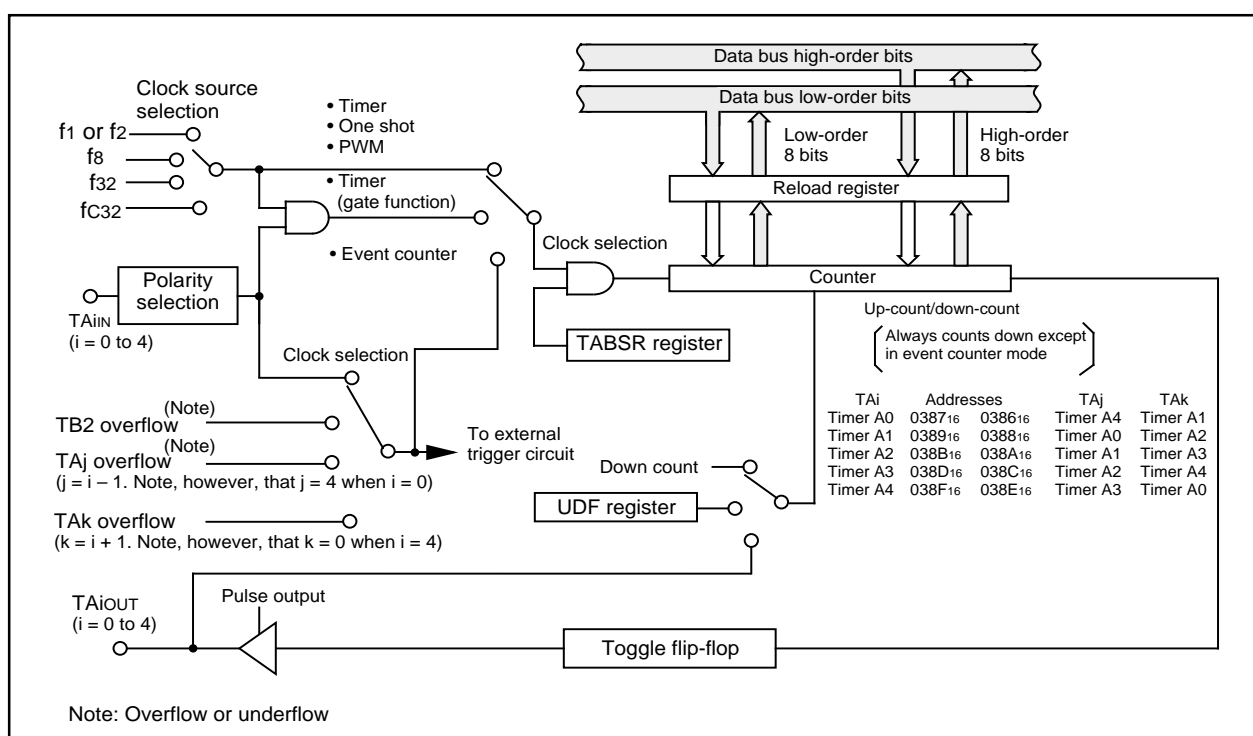 Data bus high-order bits
Data bus low-order bits
Clock source
selection
f1 or f2
f8
f32
fC32
• Timer
• One shot
• PWM
• Timer
(gate function)
• Event counter
Low-order
8 bits
High-order
8 bits
Reload register
Clock selection
Counter
Polarity
selection
TAiIN
(i = 0 to 4)
TABSR register
Up-count/down-count
(Always counts down except
in event counter mode)
Clock selection
(Note)
TB2 overflow
(Note)
TAj overflow
(j = i – 1. Note, however, that j = 4 when i = 0)
TAk overflow
(k = i + 1. Note, however, that k = 0 when i = 4)
To external
trigger circuit
Down count
UDF register
TAi Addresses TAj TAk
Timer A0 038716 038616 Timer A4 Timer A1
Timer A1 038916 038816 Timer A0 Timer A2
Timer A2 038B16 038A16 Timer A1 Timer A3
Timer A3 038D16 038C16 Timer A2 Timer A4
Timer A4 038F16 038E16 Timer A3 Timer A0
TAiOUT
(i = 0 to 4)
Pulse output
Toggle flip-flop
Note: Overflow or underflow